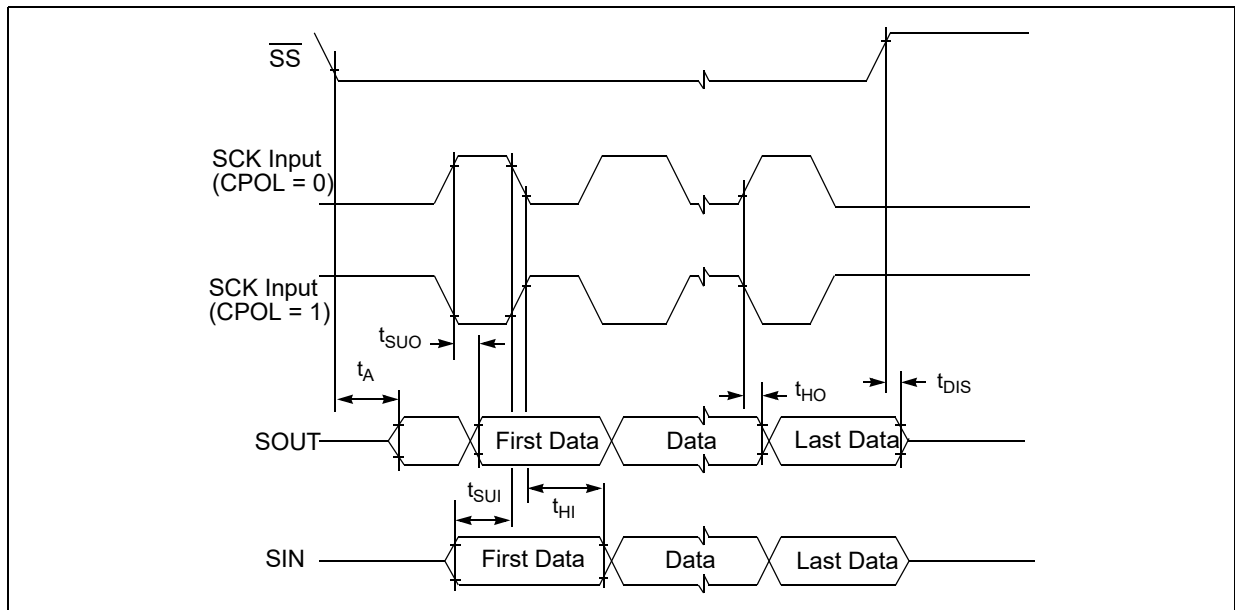 S̅S̅
SCK Input
(CPOL = 0)
SCK Input
(CPOL = 1)
tSUO
tA
tHO
tDIS
SOUT
First Data
Data
Last Data
tSUI
tHI
SIN
First Data
Data
Last Data